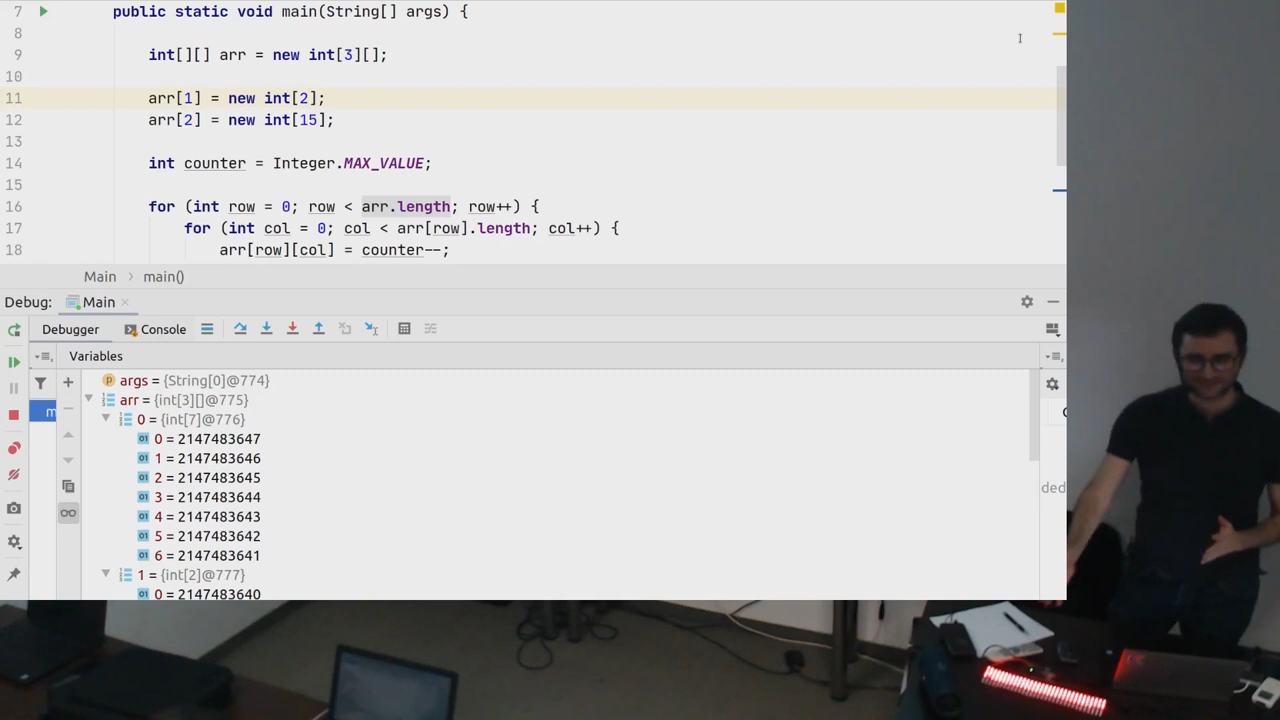 7 public static void main(String[] args) {
8
9 int[][] arr = new int[3][];
10
11 arr[1] = new int[2];
12 arr[2] = new int[15];
13
14 int counter = Integer.MAX_VALUE;
15
16 for (int row = 0; row < arr.length; row++) {
17 for (int col = 0; col < arr[row].length; col++) {
18 arr[row][col] = counter--;
Main > main()
Debug: Main ×
Debugger Console
Variables
args = {String[0]@774}
arr = {int[3][]@775}
0 = {int[7]@776}
0 = 2147483647
1 = 2147483646
2 = 2147483645
3 = 2147483644
4 = 2147483643
5 = 2147483642
6 = 2147483641
1 = {int[2]@777}
0 = 2147483640
ded